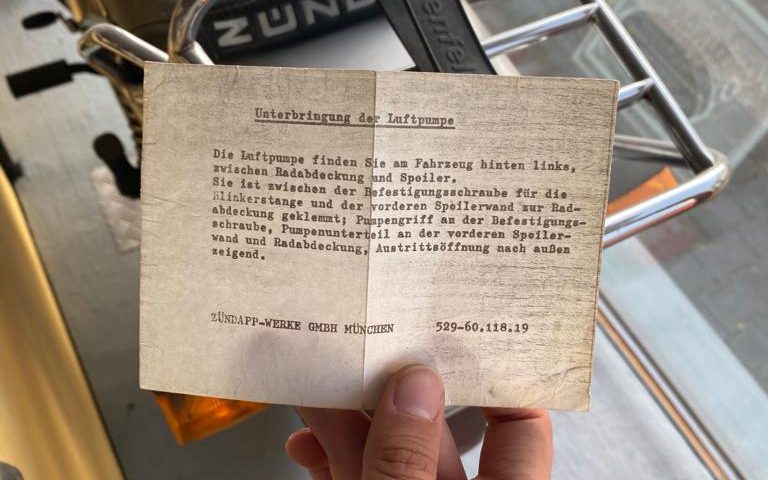 ZÜND
enfel
Unterbringung der Luftpumpe
Die Luftpumpe finden Sie am Fahrzeug hinten links,
zwischen Radabdeckung und Spoiler.
Sie ist zwischen der Befestigungsschraube für die
Blinkerstange und der vorderen Spoilerwand zur Rad-
abdeckung geklemmt; Pumpengriff an der Befestigungs-
schraube, Pumpenunterteil an der vorderen Spoiler-
wand und Radabdeckung, Austrittsöffnung nach außen
zeigend.
ZÜNDAPP-WERKE GMBH MÜNCHEN 529-60.118.19